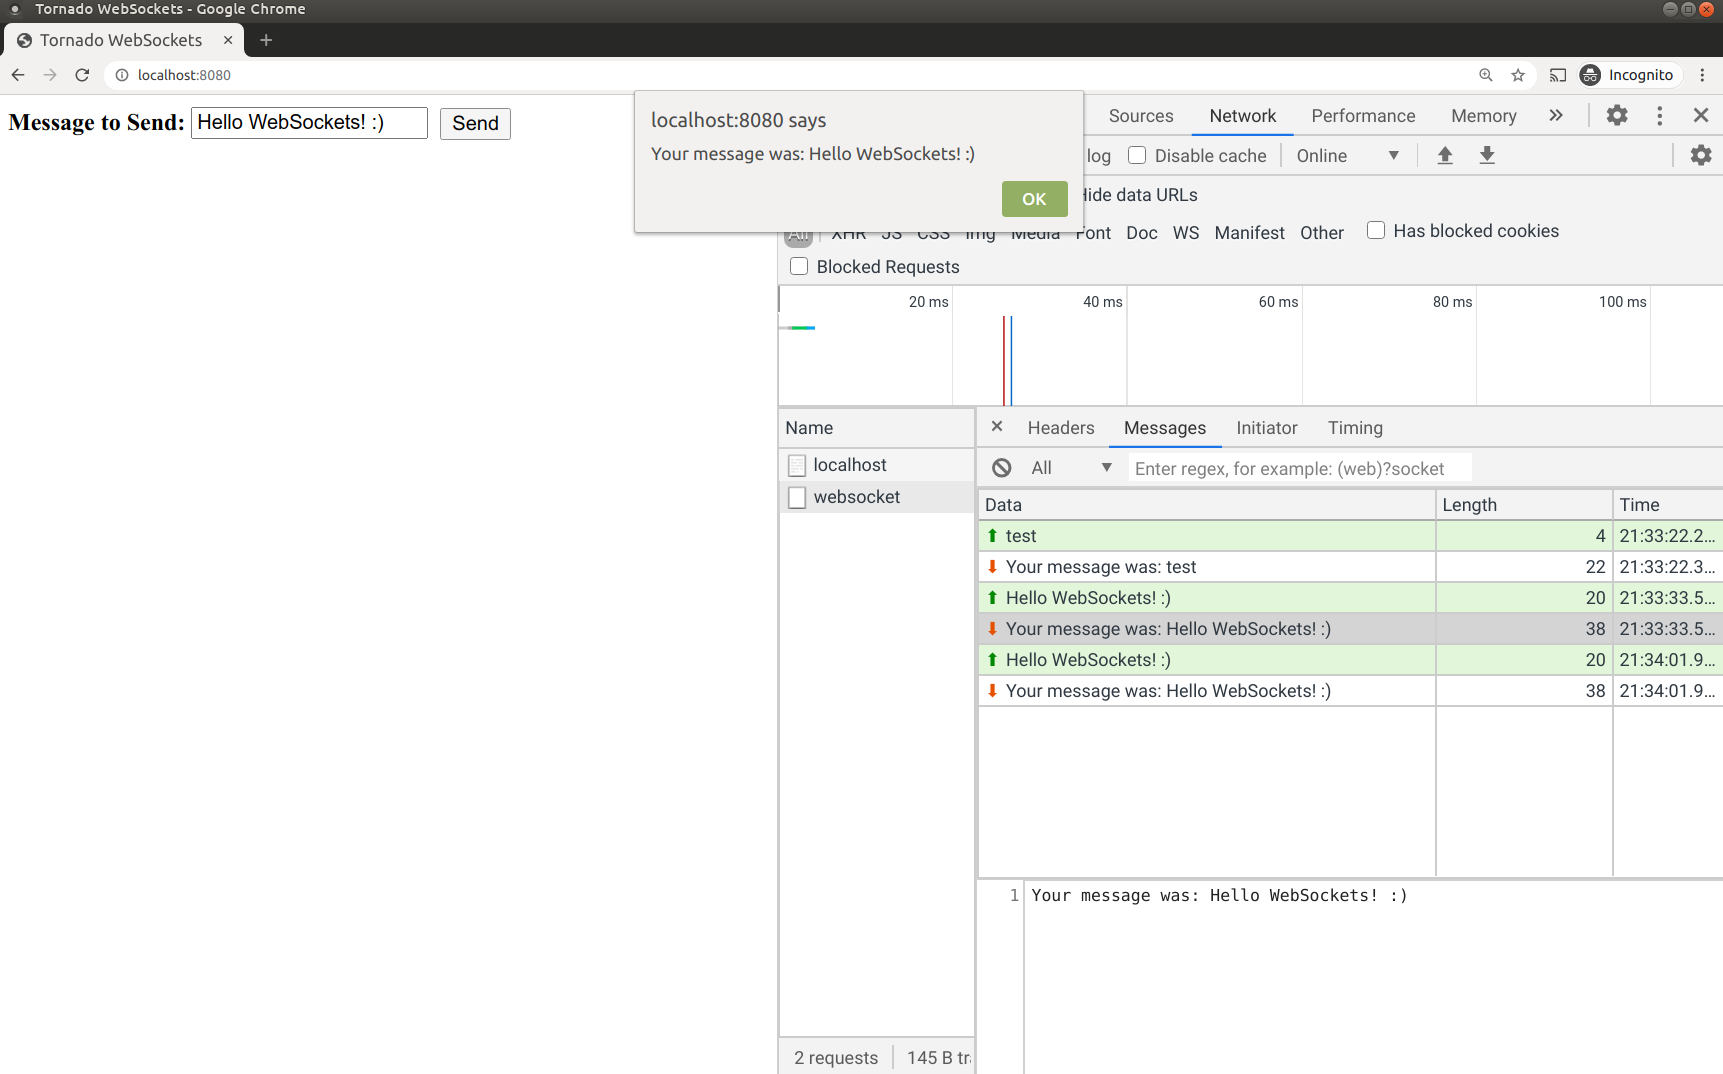 Tornado WebSockets - Google Chrome
Tornado WebSockets
localhost:8080
Incognito
Message to Send: Hello WebSockets! :) Send
localhost:8080 says
Your message was: Hello WebSockets! :)
OK
Sources Network Performance Memory
log Disable cache Online
Hide data URLs
All XHR JS CSS Img Media Font Doc WS Manifest Other Has blocked cookies
Blocked Requests
20 ms 40 ms 60 ms 80 ms 100 ms
Name
localhost
websocket
Headers Messages Initiator Timing
All Enter regex, for example: (web)?socket
Data Length Time
test 4 21:33:22.2...
Your message was: test 22 21:33:22.3...
Hello WebSockets! :) 20 21:33:33.5...
Your message was: Hello WebSockets! :) 38 21:33:33.5...
Hello WebSockets! :) 20 21:34:01.9...
Your message was: Hello WebSockets! :) 38 21:34:01.9...
1 Your message was: Hello WebSockets! :)
2 requests 145 B tr